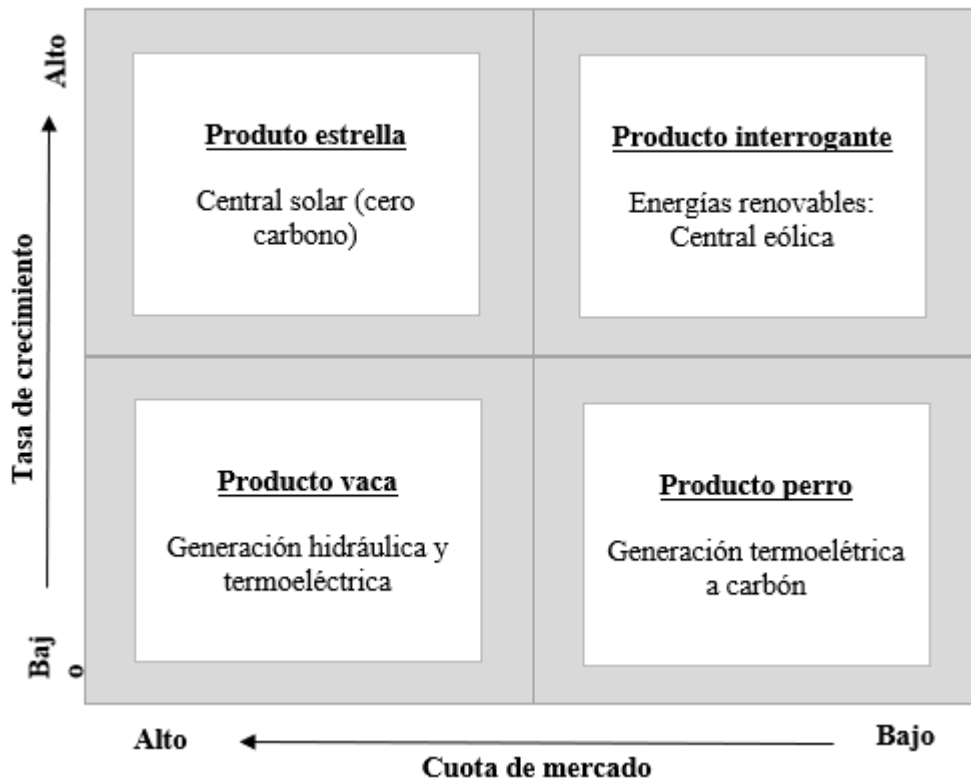 Alto
Produto estrella
Central solar (cero
carbono)
Producto interrogante
Energías renovables:
Central eólica
Tasa de crecimiento
Producto vaca
Generación hidráulica y
termoeléctrica
Producto perro
Generación termoelétrica
a carbón
Baj
o
Alto
Bajo
Cuota de mercado